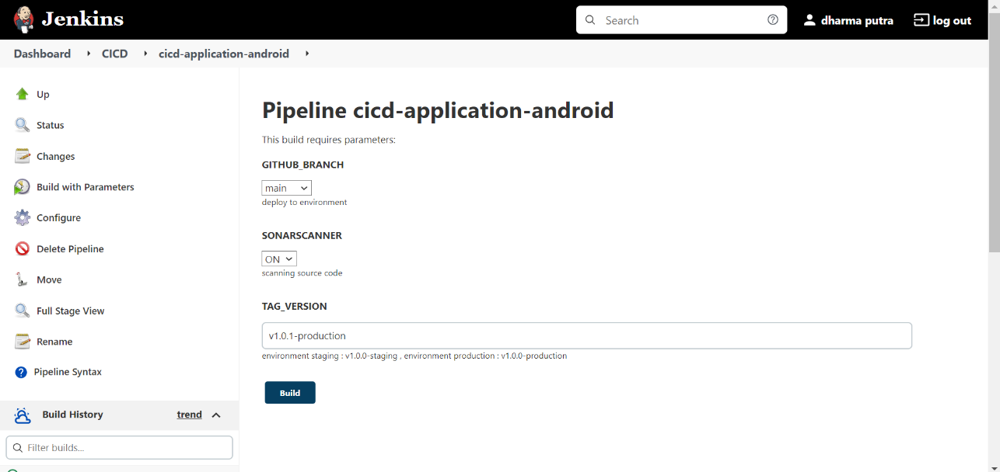 Jenkins
Search
dharma putra
log out
Dashboard CICD cicd-application-android
Up
Status
Changes
Build with Parameters
Configure
Delete Pipeline
Move
Full Stage View
Rename
Pipeline Syntax
Build History trend
Filter builds...
Pipeline cicd-application-android
This build requires parameters:
GITHUB_BRANCH
main
deploy to environment
SONARSCANNER
ON
scanning source code
TAG_VERSION
v1.0.1-production
environment staging : v1.0.0-staging , environment production : v1.0.0-production
Build